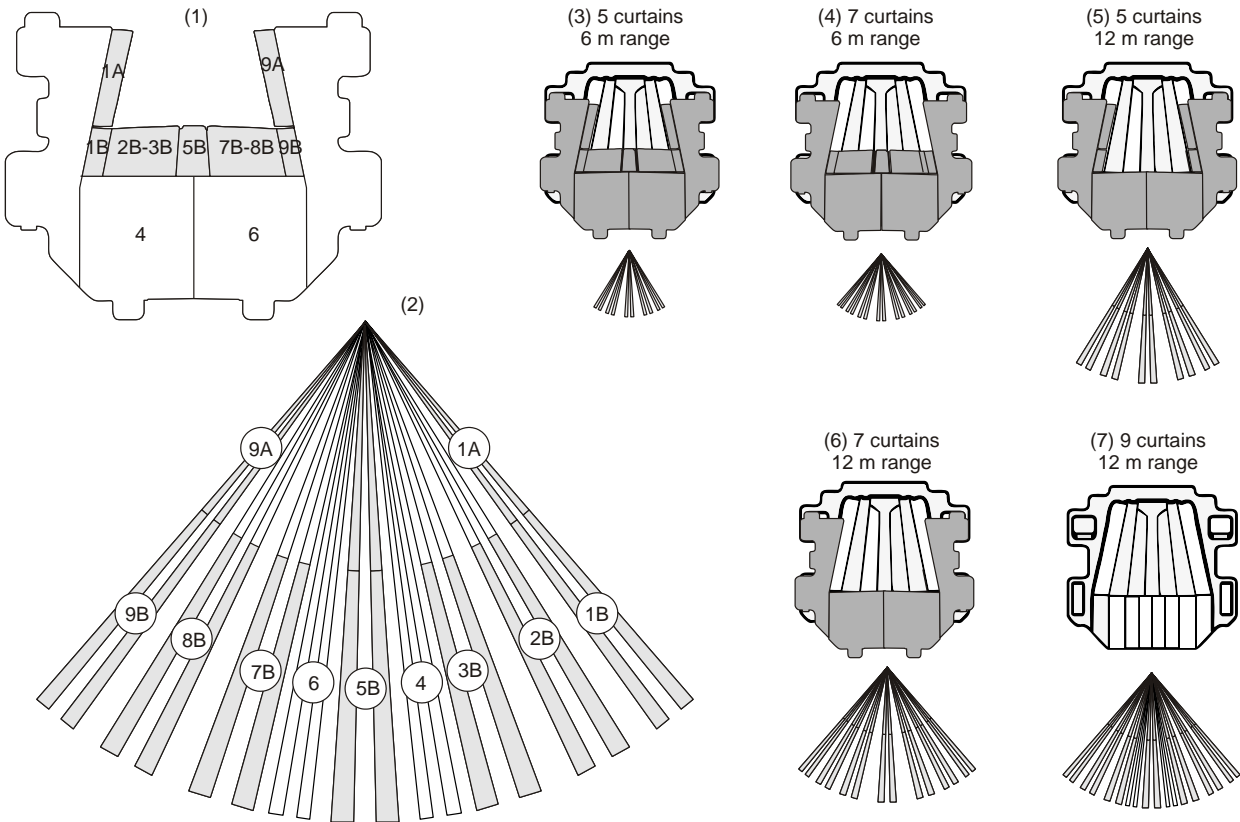 (1)
1A
9A
1B
2B-3B
5B
7B-8B
9B
4
6
(2)
9A
1A
9B
8B
7B
6
5B
4
3B
2B
1B
(3) 5 curtains
6 m range
(4) 7 curtains
6 m range
(5) 5 curtains
12 m range
(6) 7 curtains
12 m range
(7) 9 curtains
12 m range